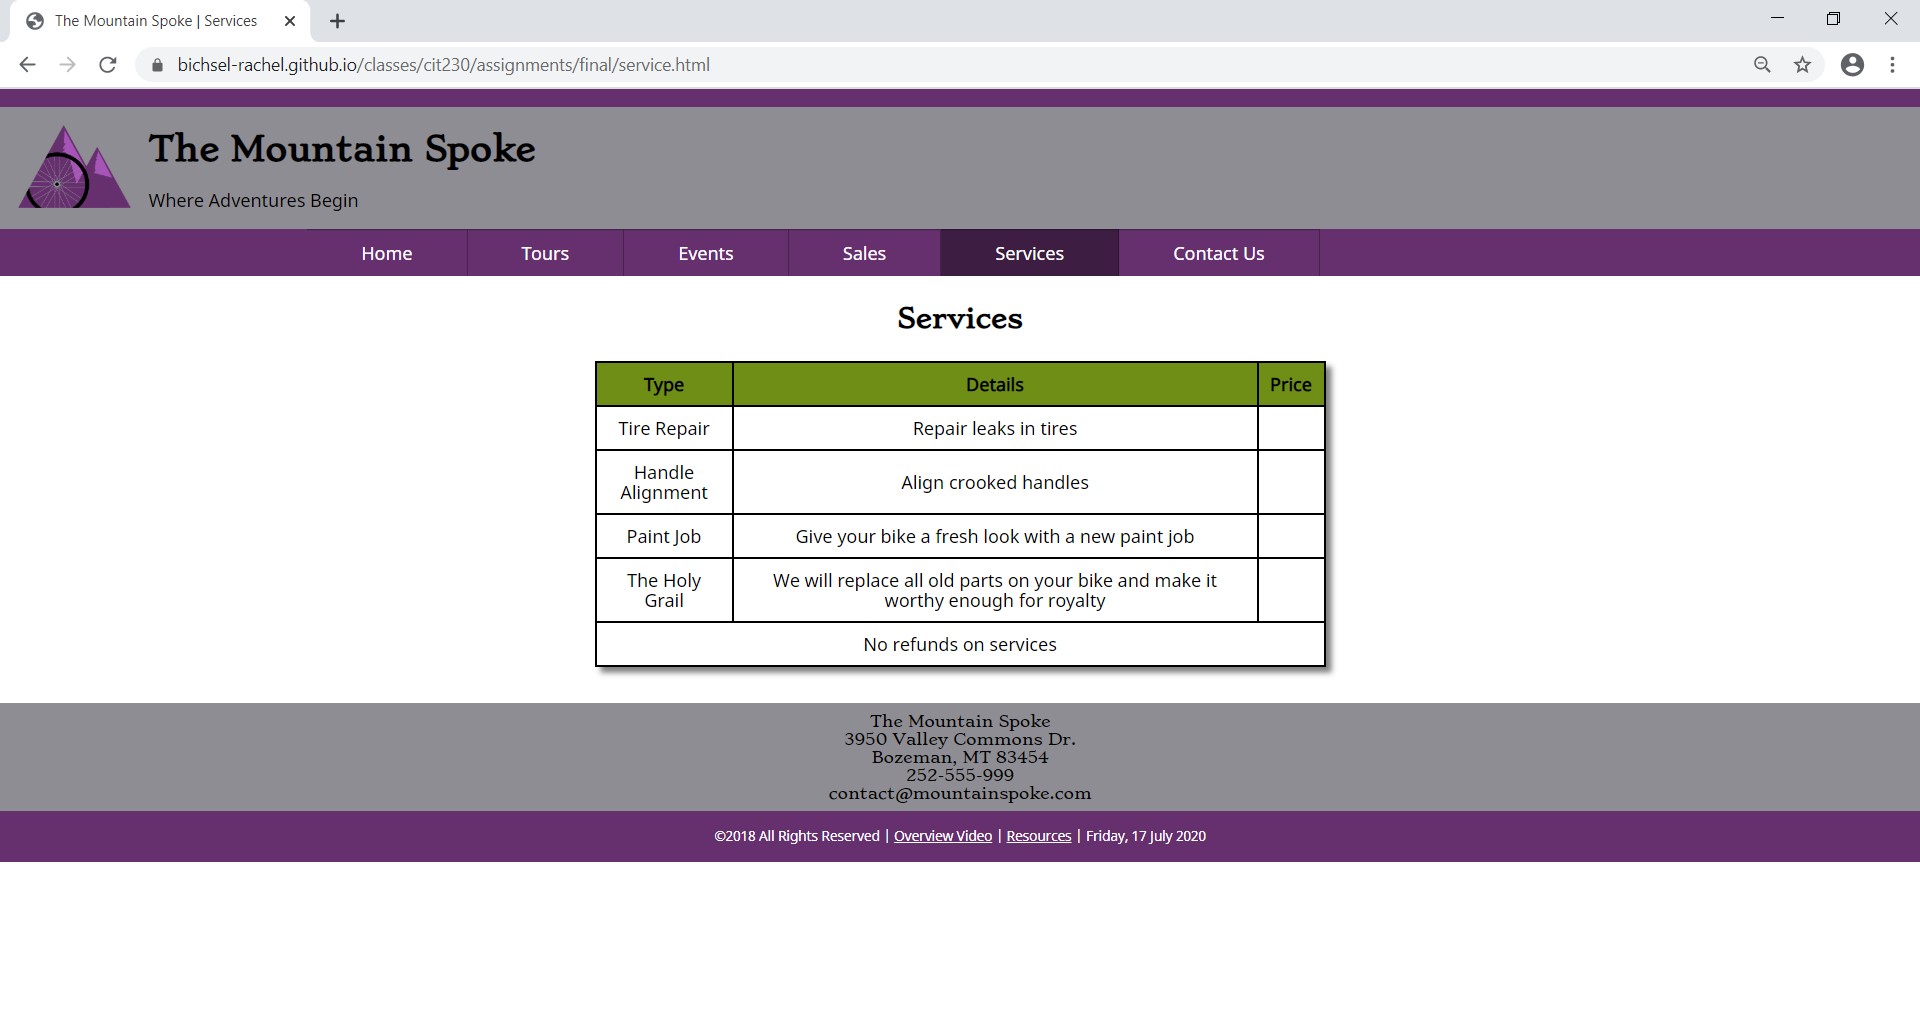 The Mountain Spoke | Services
bichsel-rachel.github.io/classes/cit230/assignments/final/service.html
The Mountain Spoke
Where Adventures Begin
Home Tours Events Sales Services Contact Us
Services
Type Details Price
Tire Repair Repair leaks in tires
Handle
Alignment
Align crooked handles
Paint Job Give your bike a fresh look with a new paint job
The Holy
Grail
We will replace all old parts on your bike and make it
worthy enough for royalty
No refunds on services
The Mountain Spoke
3950 Valley Commons Dr.
Bozeman, MT 83454
252-555-999
contact@mountainspoke.com
©2018 All Rights Reserved | Overview Video | Resources | Friday, 17 July 2020